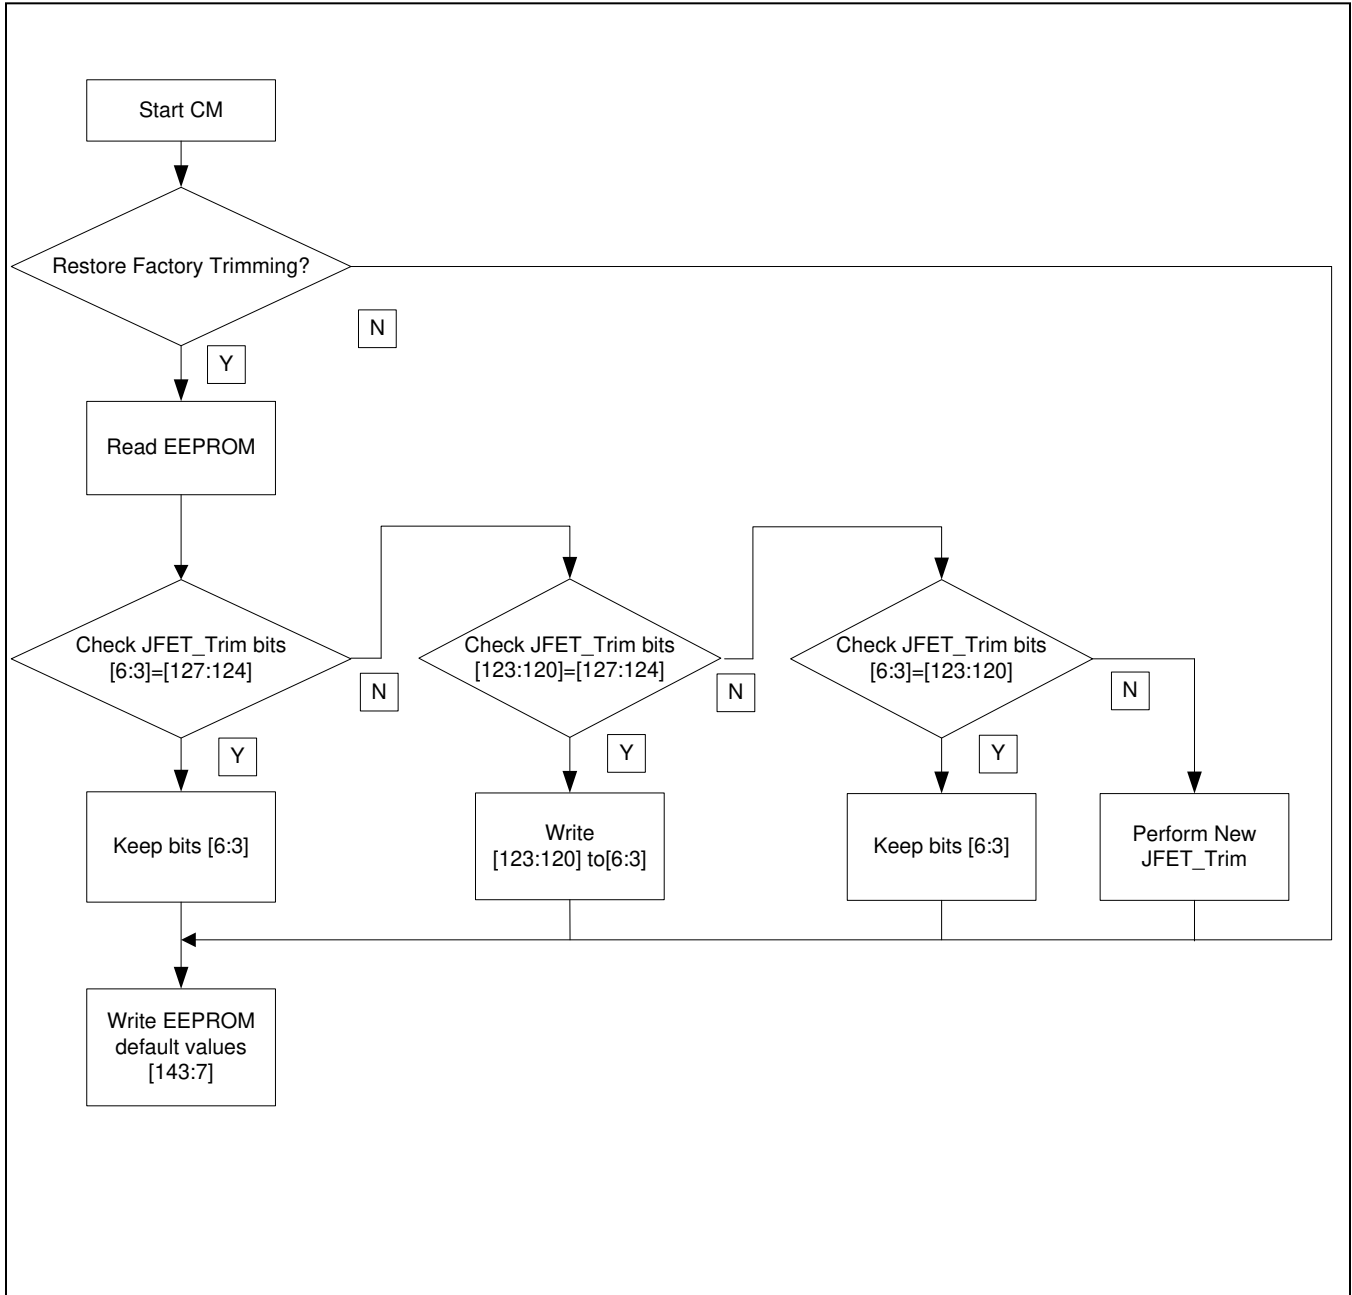 Start CM
Restore Factory Trimming?
N
Y
Read EEPROM
Check JFET_Trim bits
[6:3]=[127:124]
N
Check JFET_Trim bits
[123:120]=[127:124]
N
Check JFET_Trim bits
[6:3]=[123:120]
N
Y
Y
Y
Keep bits [6:3]
Write
[123:120] to[6:3]
Keep bits [6:3]
Perform New
JFET_Trim
Write EEPROM
default values
[143:7]